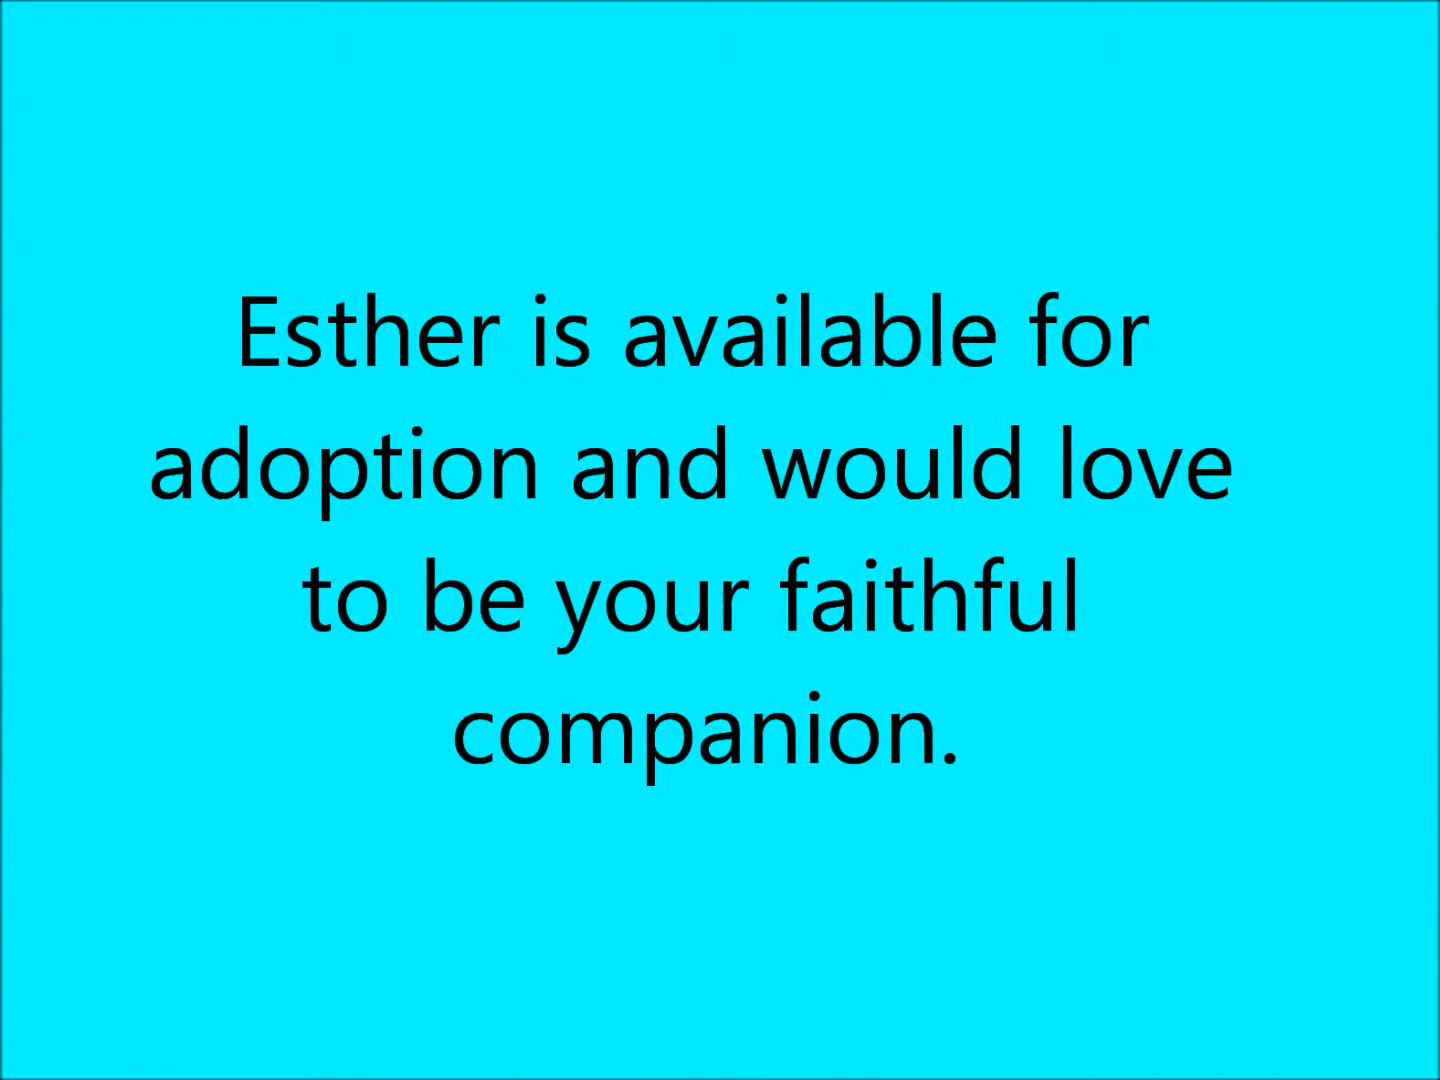 Esther is available for
adoption and would love
to be your faithful
companion.